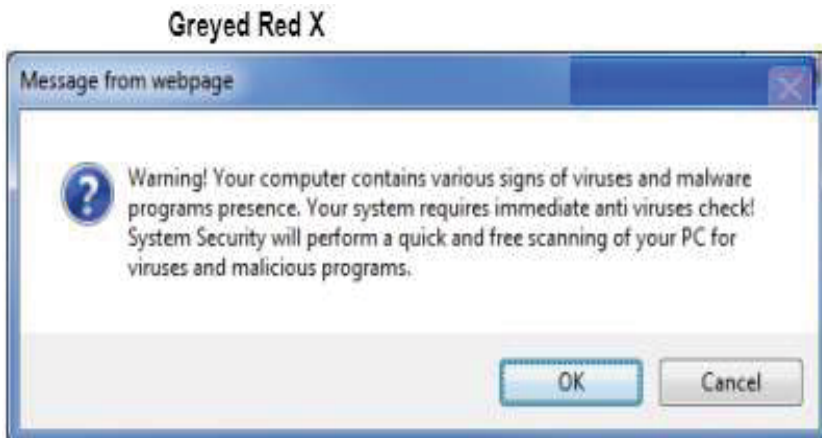 Greyed Red X
Message from webpage
Warning! Your computer contains various signs of viruses and malware
programs presence. Your system requires immediate anti viruses check!
System Security will perform a quick and free scanning of your PC for
viruses and malicious programs.
OK Cancel